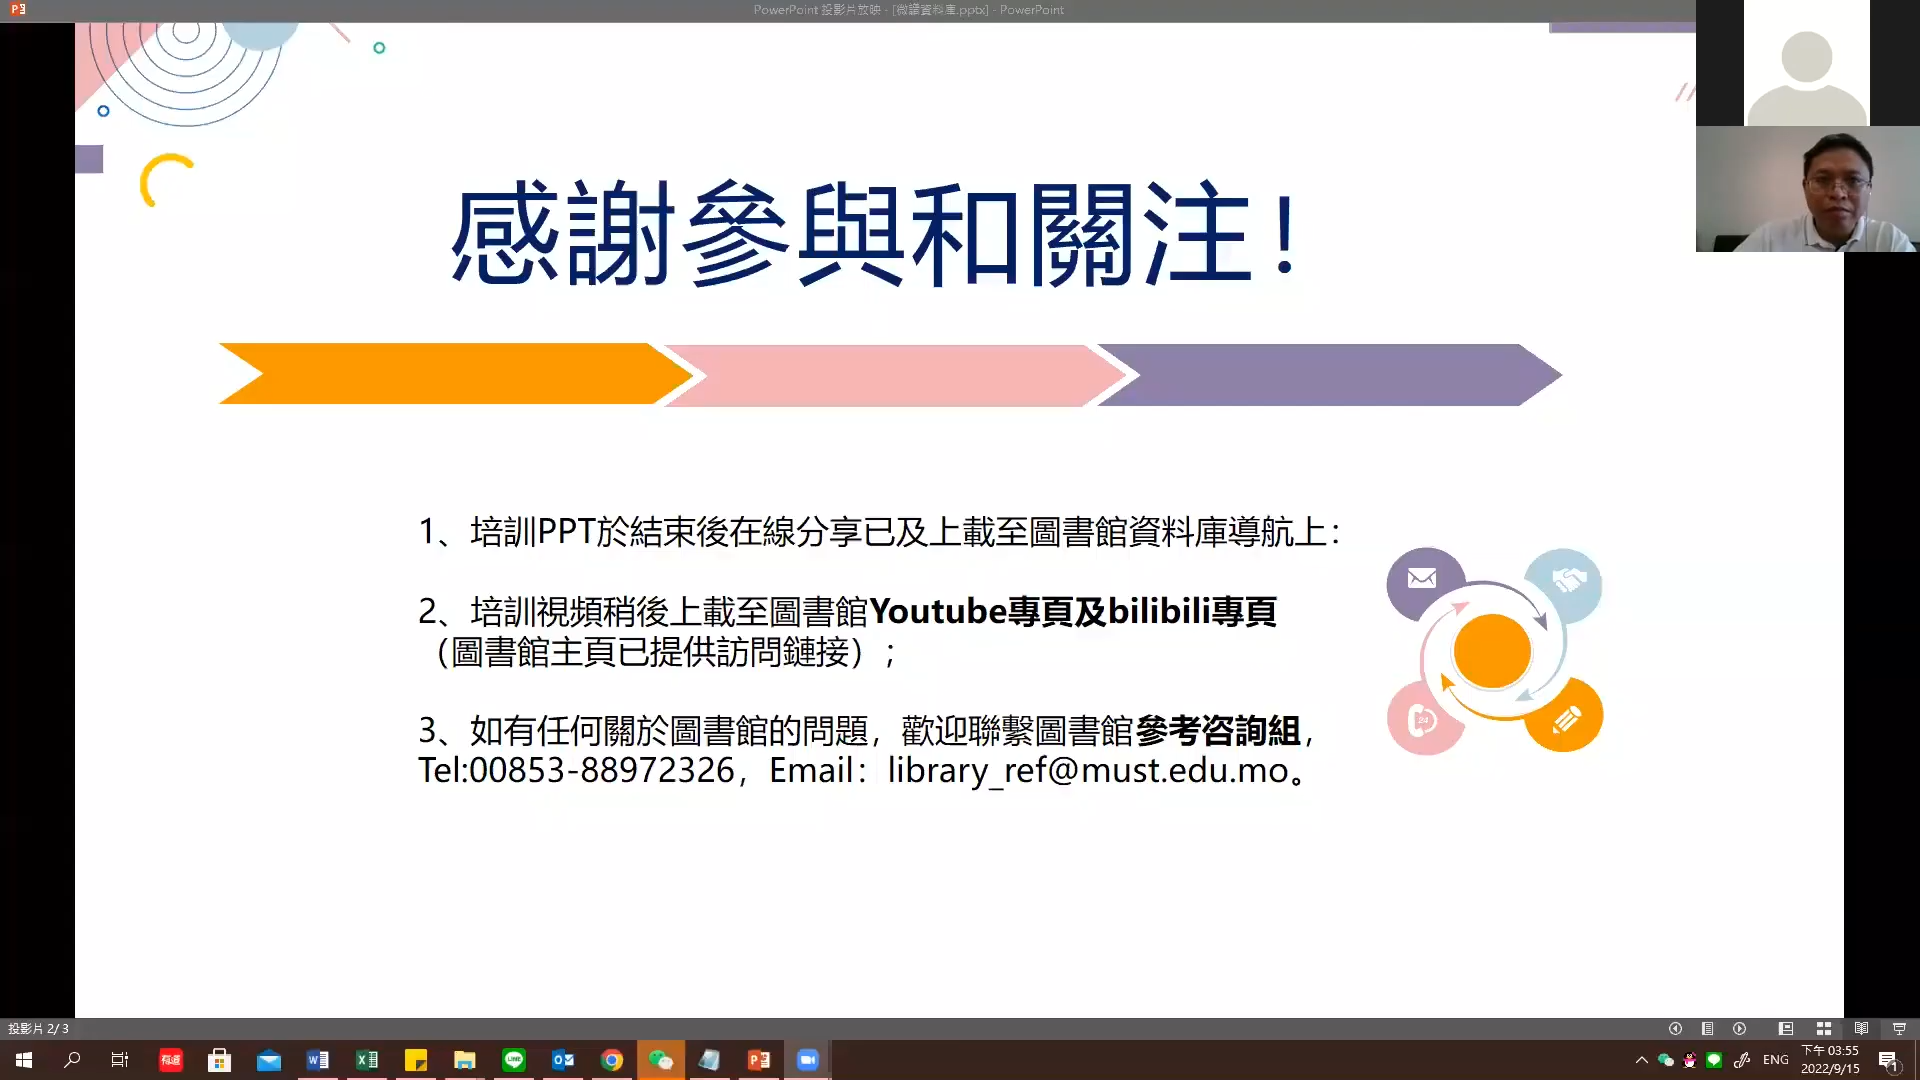 PowerPoint 投影片放映 - [微譜資料庫.pptx] - PowerPoint
感謝參與和關注！
1、培訓PPT於結束後在線分享已及上載至圖書館資料庫導航上：
2、培訓視頻稍後上載至圖書館Youtube專頁及bilibili專頁
（圖書館主頁已提供訪問鏈接）；
3、如有任何關於圖書館的問題，歡迎聯繫圖書館參考咨詢組，
Tel:00853-88972326，Email：library_ref@must.edu.mo。
24
投影片 2/3
ENG
下午 03:55
2022/9/15
1